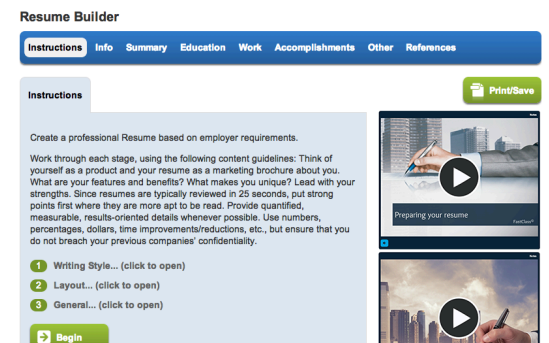 Resume Builder
Instructions Info Summary Education Work Accomplishments Other References
Instructions
Print/Save
Create a professional Resume based on employer requirements.
Work through each stage, using the following content guidelines: Think of
yourself as a product and your resume as a marketing brochure about you.
What are your features and benefits? What makes you unique? Lead with your
strengths. Since resumes are typically reviewed in 25 seconds, put strong
points first where they are more apt to be read. Provide quantified,
measurable, results-oriented details whenever possible. Use numbers,
percentages, dollars, time improvements/reductions, etc., but ensure that you
do not breach your previous companies' confidentiality.
1 Writing Style... (click to open)
2 Layout... (click to open)
3 General... (click to open)
Begin
Preparing your resume
FastClass